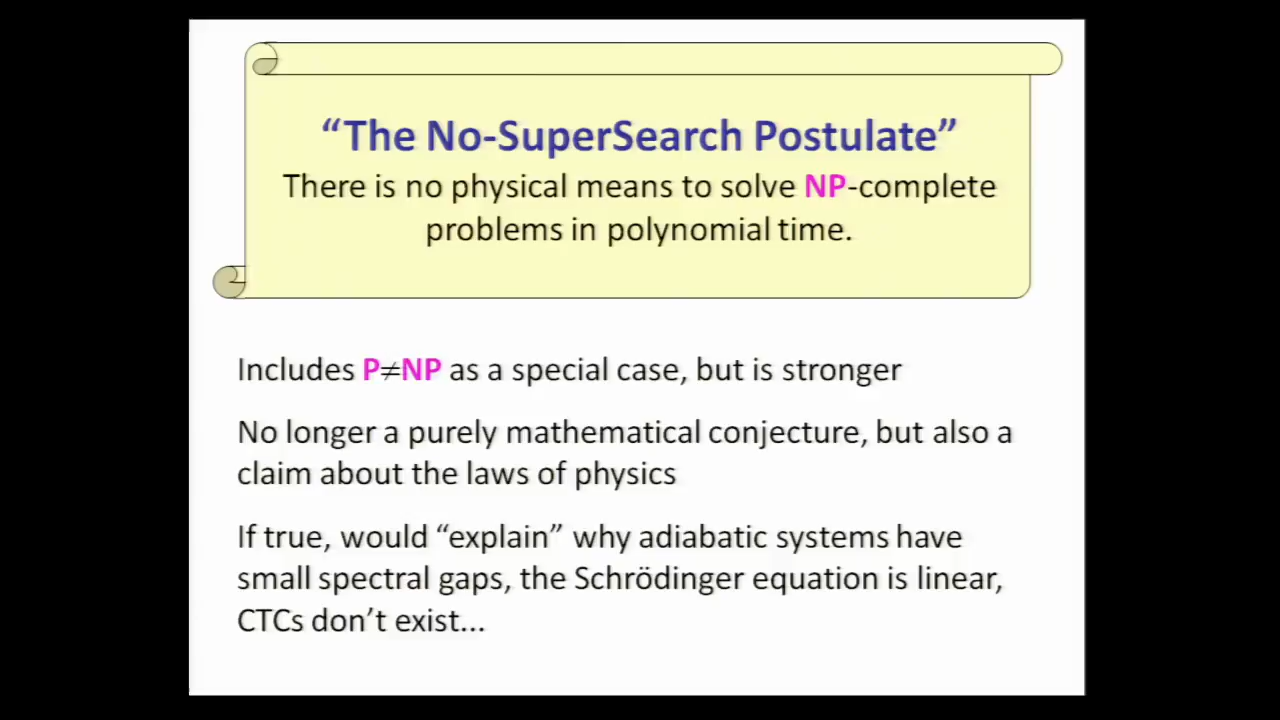 “The No-SuperSearch Postulate”
There is no physical means to solve NP-complete
problems in polynomial time.
Includes P≠NP as a special case, but is stronger
No longer a purely mathematical conjecture, but also a
claim about the laws of physics
If true, would “explain” why adiabatic systems have
small spectral gaps, the Schrödinger equation is linear,
CTCs don’t exist...